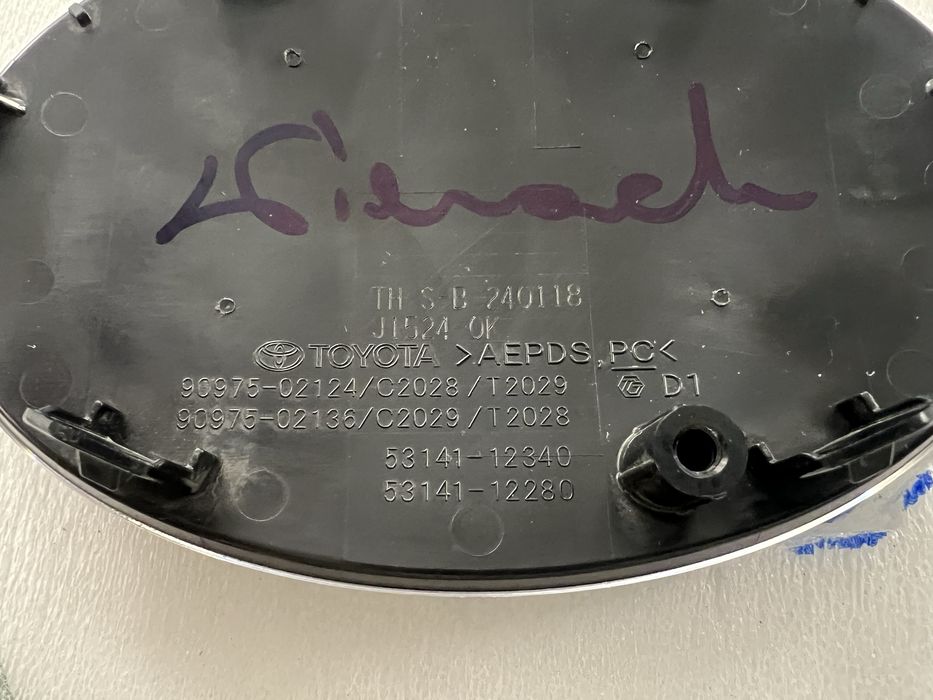 TH S-B 240118
J1524 OK
TOYOTA >AEPDS, PC<
90975-02124/C2028/T2029 D1
90975-02136/C2029/T2028
53141-12340
53141-12280